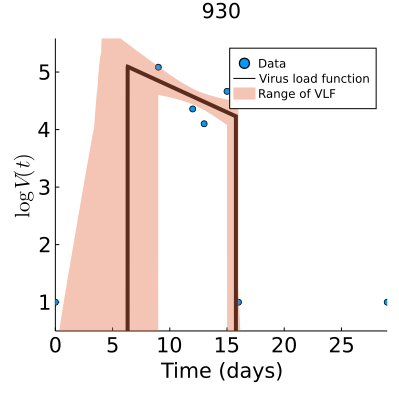 930
Data
Virus load function
Range of VLF
5
4
3
2
1
log V(t)
0 5 10 15 20 25
Time (days)